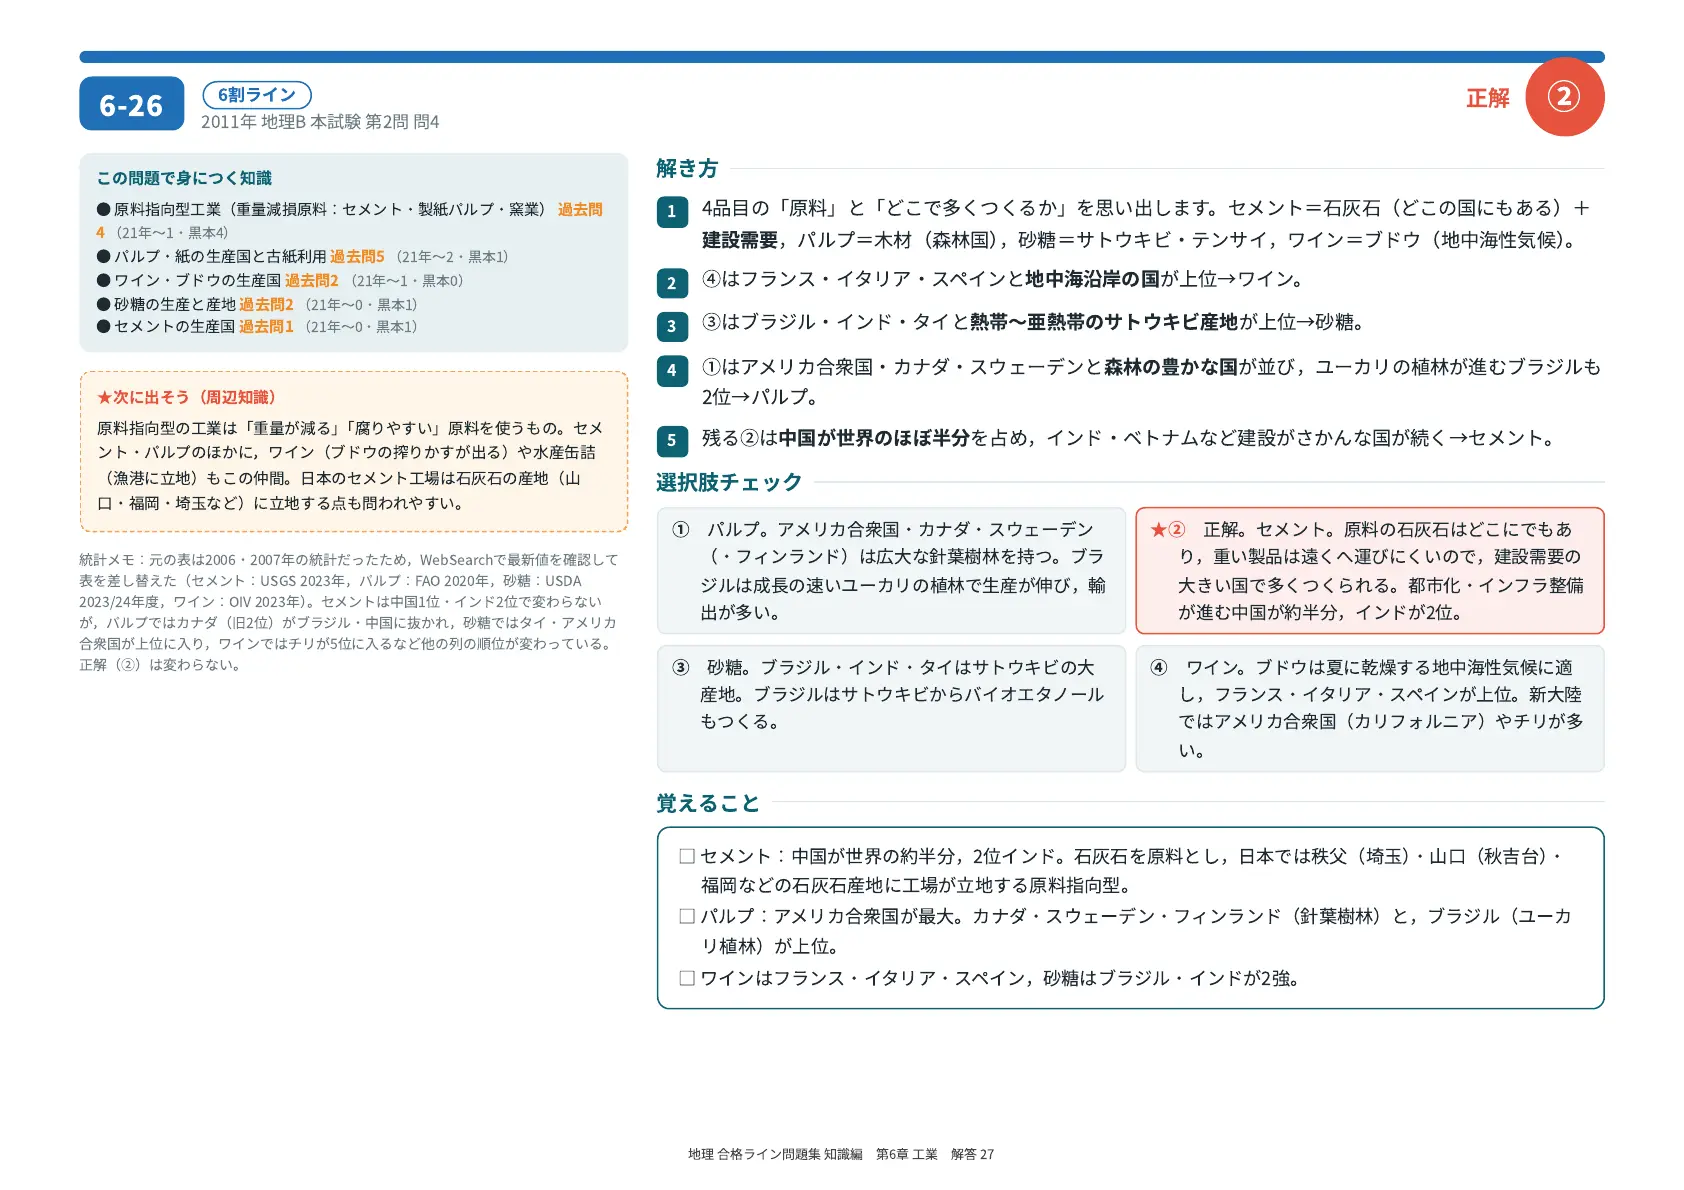 6-26
6割ライン
2011年 地理B 本試験 第2問 問4
正解 ②
この問題で身につく知識
● 原料指向型工業（重量減損原料：セメント・製紙パルプ・窯業） 過去問
4 （21年〜1・黒本4）
● パルプ・紙の生産国と古紙利用 過去問5 （21年〜2・黒本1）
● ワイン・ブドウの生産国 過去問2 （21年〜1・黒本0）
● 砂糖の生産と産地 過去問2 （21年〜0・黒本1）
● セメントの生産国 過去問1 （21年〜0・黒本1）
★次に出そう（周辺知識）
原料指向型の工業は「重量が減る」「腐りやすい」原料を使うもの。セメ
ント・パルプのほかに，ワイン（ブドウの搾りかすが出る）や水産缶詰
（漁港に立地）もこの仲間。日本のセメント工場は石灰石の産地（山
口・福岡・埼玉など）に立地する点も問われやすい。
統計メモ：元の表は2006・2007年の統計だったため，WebSearchで最新値を確認して
表を差し替えた（セメント：USGS 2023年，パルプ：FAO 2020年，砂糖：USDA
2023/24年度，ワイン：OIV 2023年）。セメントは中国1位・インド2位で変わらない
が，パルプではカナダ（旧2位）がブラジル・中国に抜かれ，砂糖ではタイ・アメリカ
合衆国が上位に入り，ワインではチリが5位に入るなど他の列の順位が変わっている。
正解（②）は変わらない。
解き方
1 4品目の「原料」と「どこで多くつくるか」を思い出します。セメント＝石灰石（どこの国にもある）＋
建設需要，パルプ＝木材（森林国），砂糖＝サトウキビ・テンサイ，ワイン＝ブドウ（地中海性気候）。
2 ④はフランス・イタリア・スペインと地中海沿岸の国が上位→ワイン。
3 ③はブラジル・インド・タイと熱帯〜亜熱帯のサトウキビ産地が上位→砂糖。
4 ①はアメリカ合衆国・カナダ・スウェーデンと森林の豊かな国が並び，ユーカリの植林が進むブラジルも
2位→パルプ。
5 残る②は中国が世界のほぼ半分を占め，インド・ベトナムなど建設がさかんな国が続く→セメント。
選択肢チェック
① パルプ。アメリカ合衆国・カナダ・スウェーデン
（・フィンランド）は広大な針葉樹林を持つ。ブラ
ジルは成長の速いユーカリの植林で生産が伸び，輸
出が多い。
★② 正解。セメント。原料の石灰石はどこにでもあ
り，重い製品は遠くへ運びにくいので，建設需要の
大きい国で多くつくられる。都市化・インフラ整備
が進む中国が約半分，インドが2位。
③ 砂糖。ブラジル・インド・タイはサトウキビの大
産地。ブラジルはサトウキビからバイオエタノール
もつくる。
④ ワイン。ブドウは夏に乾燥する地中海性気候に適
し，フランス・イタリア・スペインが上位。新大陸
ではアメリカ合衆国（カリフォルニア）やチリが多
い。
覚えること
□ セメント：中国が世界の約半分，2位インド。石灰石を原料とし，日本では秩父（埼玉）・山口（秋吉台）・
福岡などの石灰石産地に工場が立地する原料指向型。
□ パルプ：アメリカ合衆国が最大。カナダ・スウェーデン・フィンランド（針葉樹林）と，ブラジル（ユーカ
リ植林）が上位。
□ ワインはフランス・イタリア・スペイン，砂糖はブラジル・インドが2強。
地理 合格ライン問題集 知識編 第6章 工業 解答 27